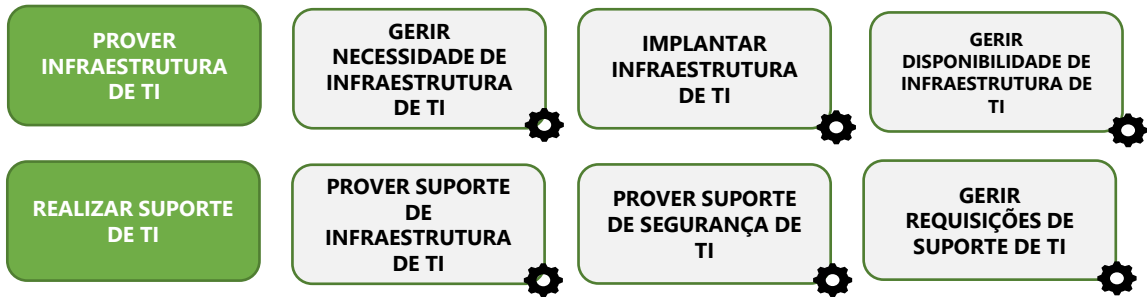 PROVER
INFRAESTRUTURA
DE TI
GERIR
NECESSIDADE DE
INFRAESTRUTURA
DE TI
IMPLANTAR
INFRAESTRUTURA
DE TI
GERIR
DISPONIBILIDADE DE
INFRAESTRUTURA DE
TI
REALIZAR SUPORTE
DE TI
PROVER SUPORTE
DE
INFRAESTRUTURA
DE TI
PROVER SUPORTE
DE SEGURANÇA DE
TI
GERIR
REQUISIÇÕES DE
SUPORTE DE TI